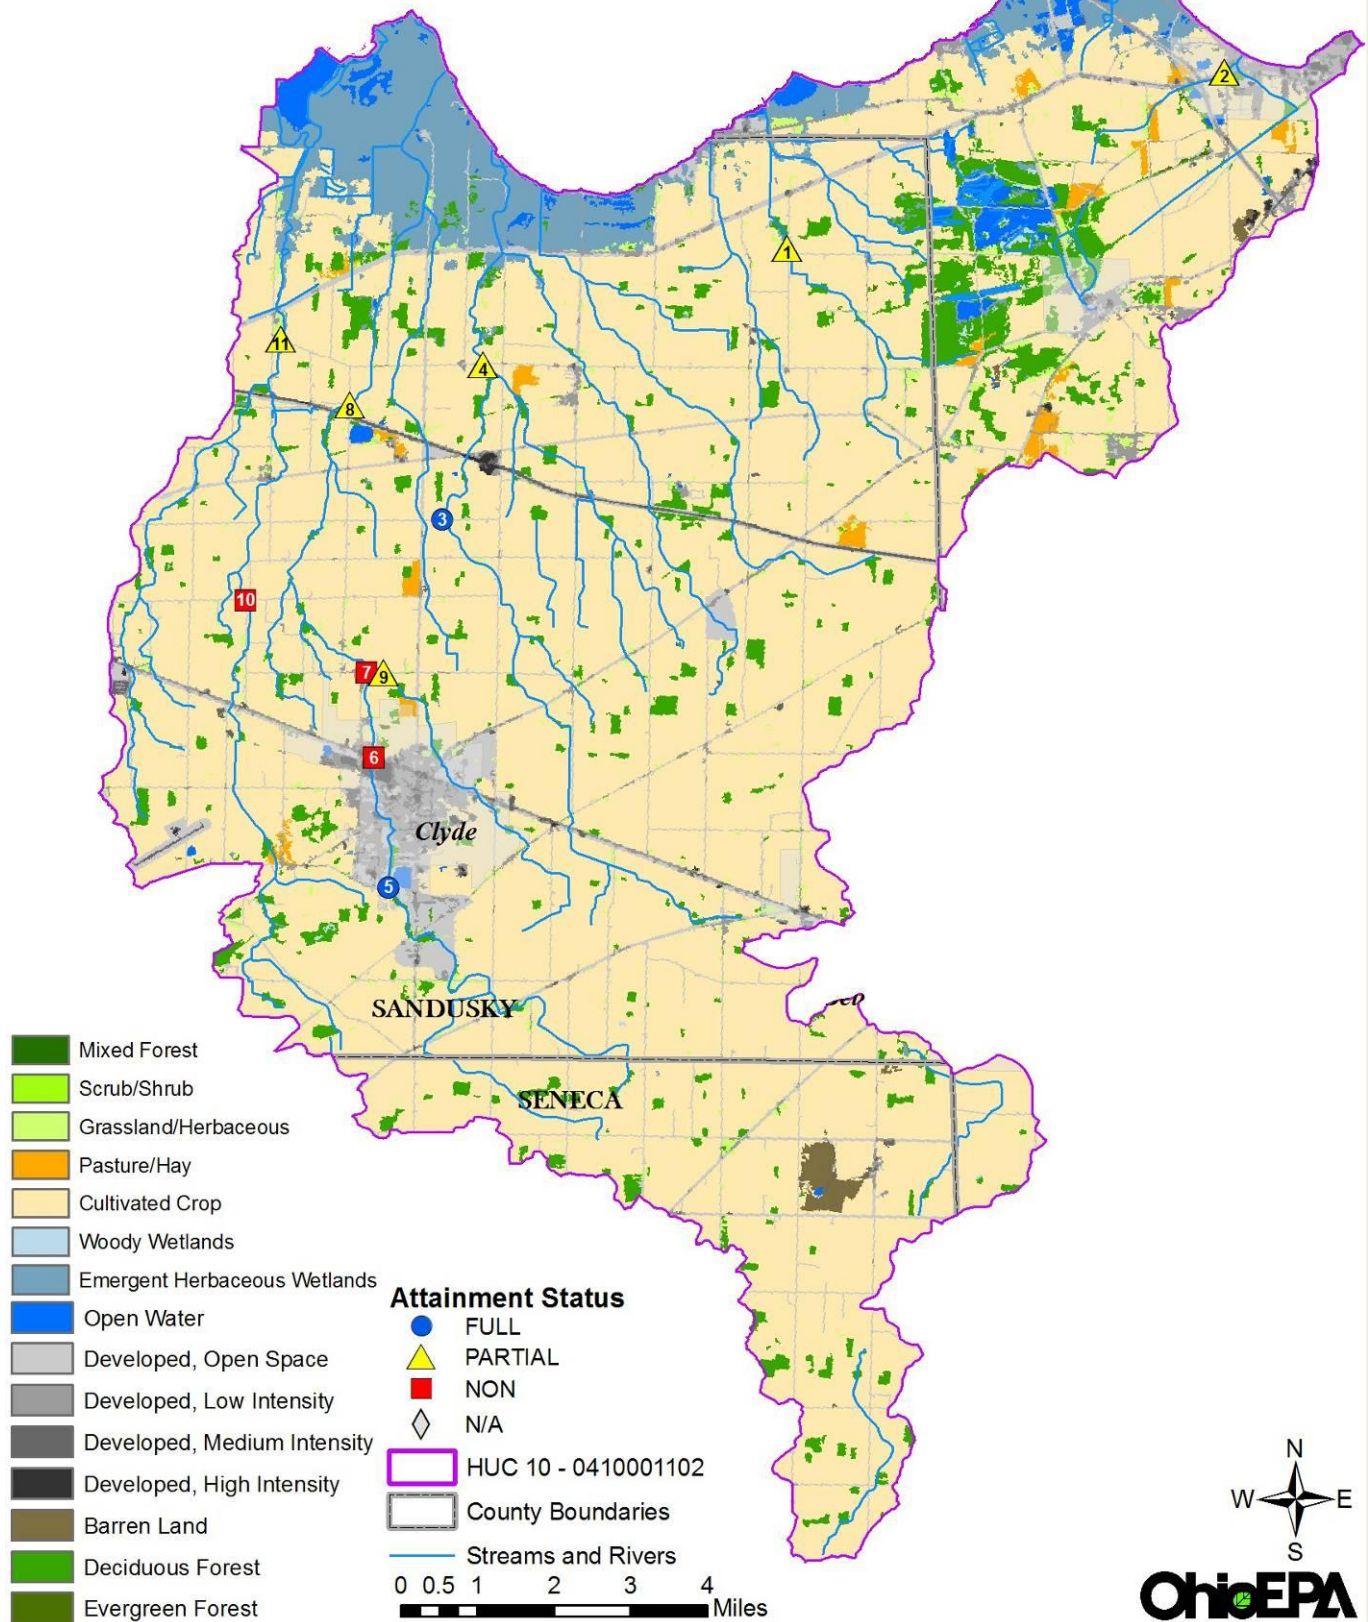 2
1
11
4
8
3
10
7
9
6
Clyde
5
SANDUSKY
SENECA
Mixed Forest
Scrub/Shrub
Grassland/Herbaceous
Pasture/Hay
Cultivated Crop
Woody Wetlands
Emergent Herbaceous Wetlands
Open Water
Developed, Open Space
Developed, Low Intensity
Developed, Medium Intensity
Developed, High Intensity
Barren Land
Deciduous Forest
Evergreen Forest
Attainment Status
FULL
PARTIAL
NON
N/A
HUC 10 - 0410001102
County Boundaries
Streams and Rivers
0 0.5 1 2 3 4
Miles
N
W E
S
OhioEPA